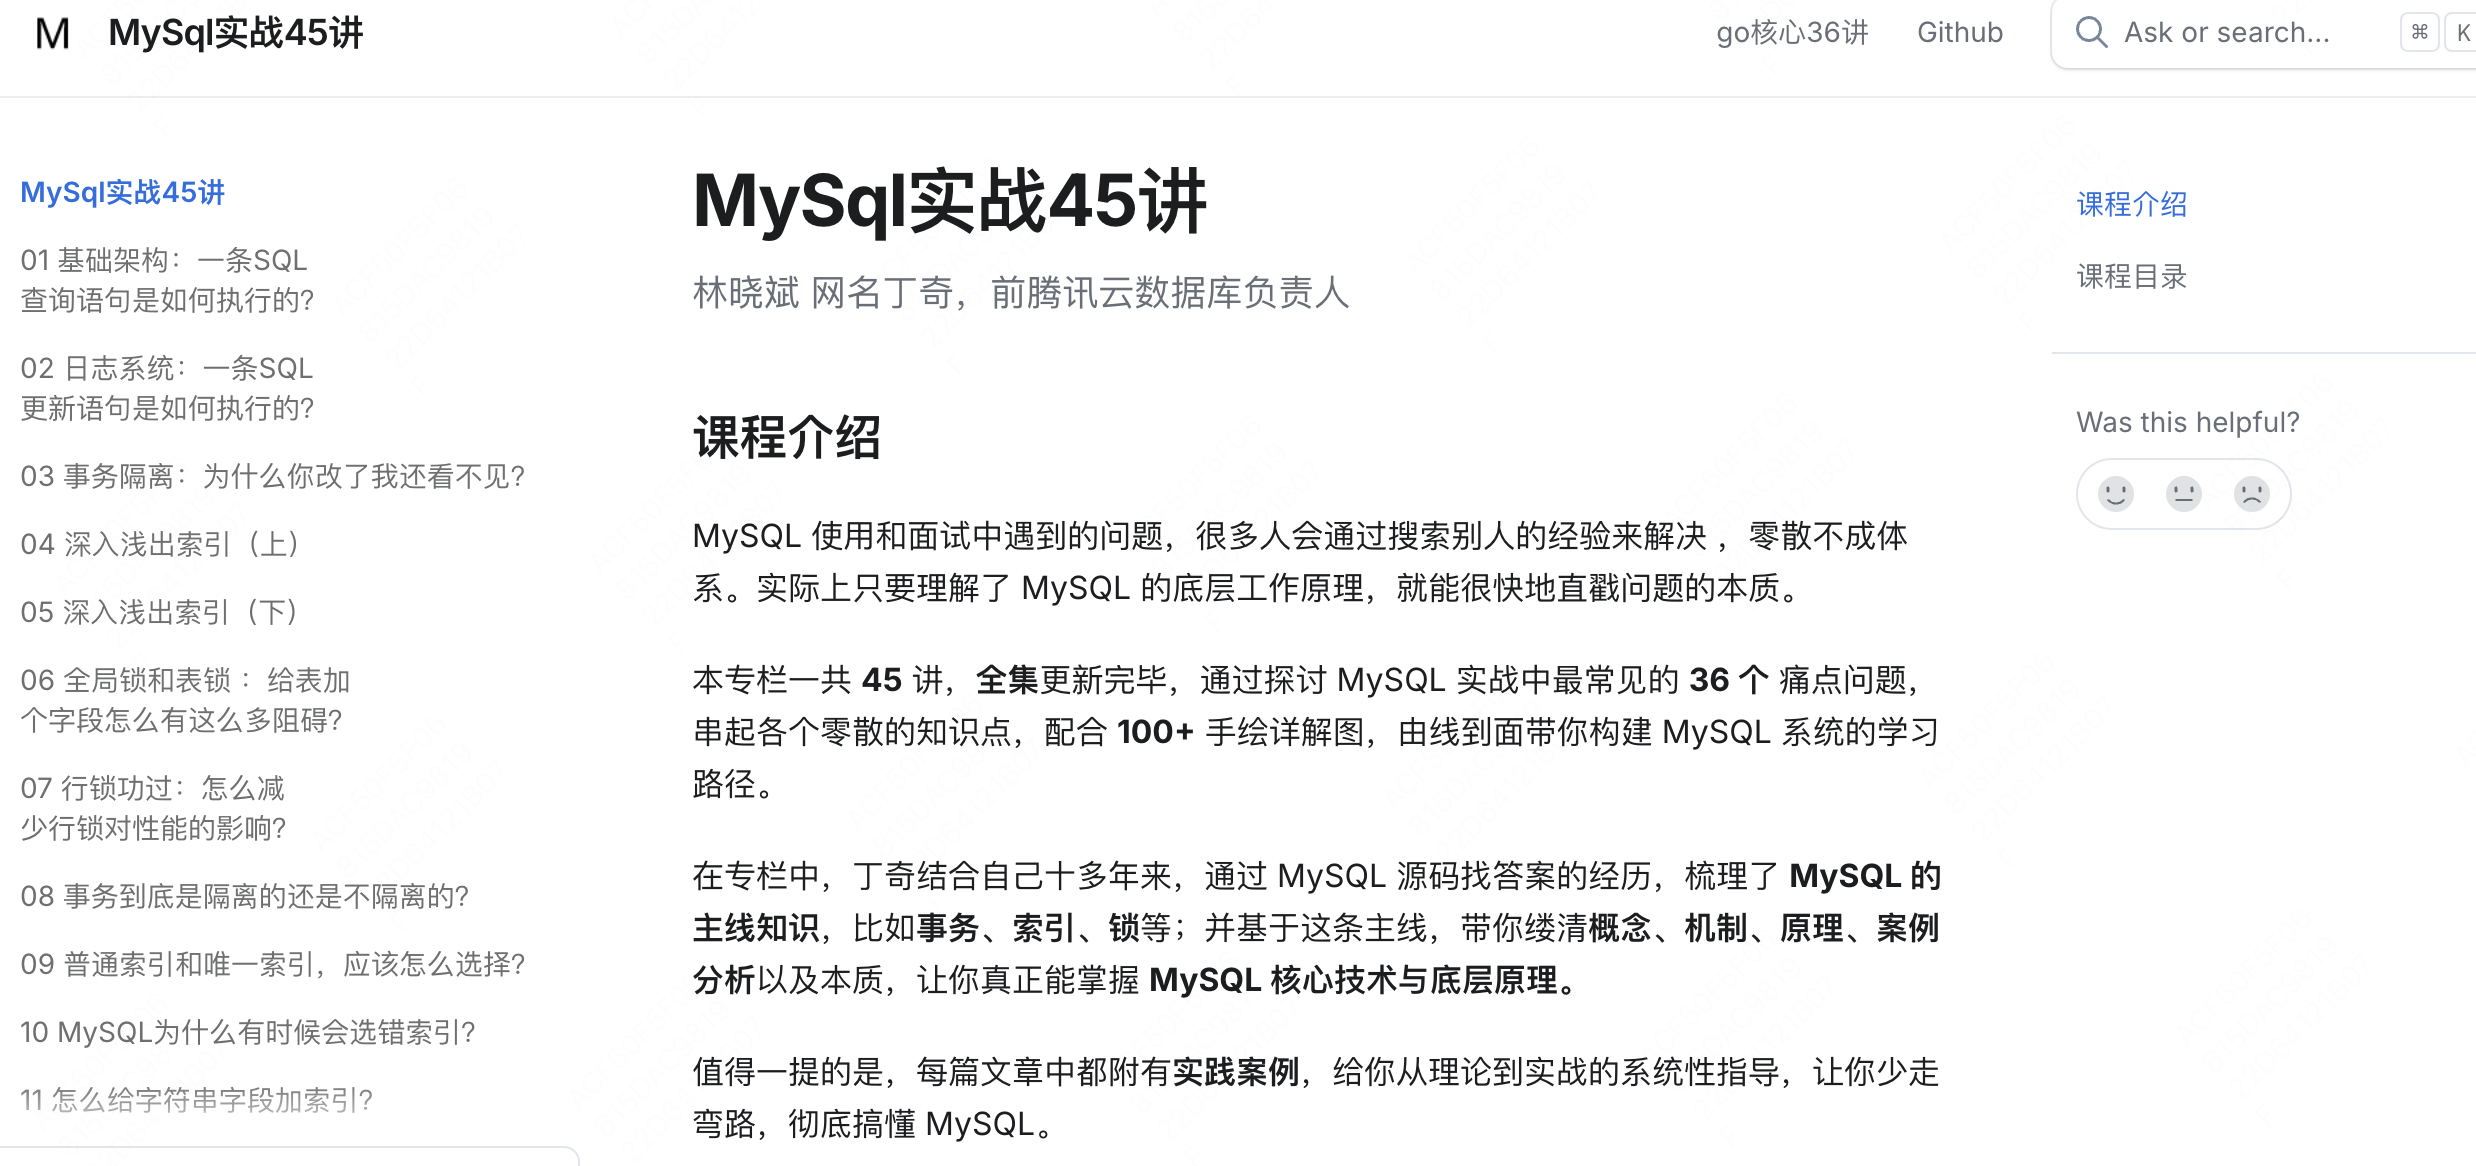 M MySql实战45讲
go核心36讲 Github Ask or search... ⌘ K
MySql实战45讲
01 基础架构：一条SQL
查询语句是如何执行的?
02 日志系统：一条SQL
更新语句是如何执行的?
03 事务隔离：为什么你改了我还看不见?
04 深入浅出索引（上）
05 深入浅出索引（下）
06 全局锁和表锁 ：给表加
个字段怎么有这么多阻碍?
07 行锁功过：怎么减
少行锁对性能的影响?
08 事务到底是隔离的还是不隔离的?
09 普通索引和唯一索引，应该怎么选择?
10 MySQL为什么有时候会选错索引?
11 怎么给字符串字段加索引?
MySql实战45讲
林晓斌 网名丁奇，前腾讯云数据库负责人
课程介绍
MySQL 使用和面试中遇到的问题，很多人会通过搜索别人的经验来解决 ，零散不成体
系。实际上只要理解了 MySQL 的底层工作原理，就能很快地直戳问题的本质。
本专栏一共 45 讲，全集更新完毕，通过探讨 MySQL 实战中最常见的 36 个 痛点问题，
串起各个零散的知识点，配合 100+ 手绘详解图，由线到面带你构建 MySQL 系统的学习
路径。
在专栏中，丁奇结合自己十多年来，通过 MySQL 源码找答案的经历，梳理了 MySQL 的
主线知识，比如事务、索引、锁等；并基于这条主线，带你缕清概念、机制、原理、案例
分析以及本质，让你真正能掌握 MySQL 核心技术与底层原理。
值得一提的是，每篇文章中都附有实践案例，给你从理论到实战的系统性指导，让你少走
弯路，彻底搞懂 MySQL。
课程介绍
课程目录
Was this helpful?